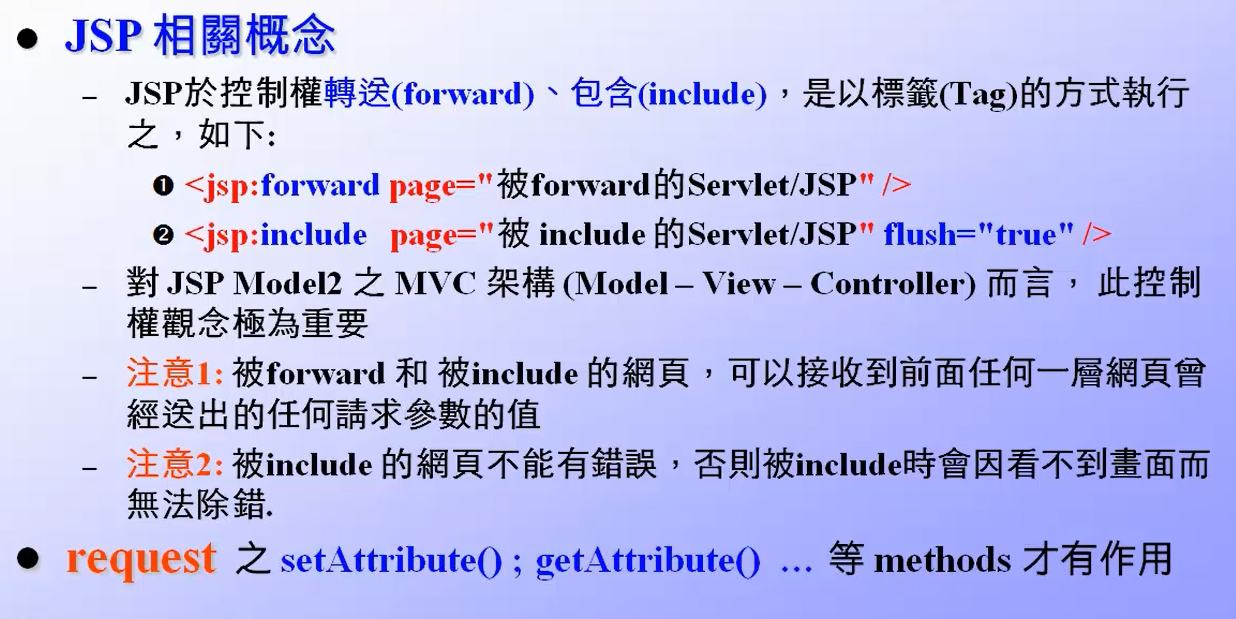 ● JSP 相關概念
– JSP於控制權轉送(forward)、包含(include)，是以標籤(Tag)的方式執行
之，如下:
❶ <jsp:forward page="被forward的Servlet/JSP" />
❷ <jsp:include page="被 include 的Servlet/JSP" flush="true" />
– 對 JSP Model2 之 MVC 架構 (Model – View – Controller) 而言， 此控制
權觀念極為重要
– 注意1: 被forward 和 被include 的網頁，可以接收到前面任何一層網頁曾
經送出的任何請求參數的值
– 注意2: 被include 的網頁不能有錯誤，否則被include時會因看不到畫面而
無法除錯.
● request 之 setAttribute() ; getAttribute() … 等 methods 才有作用